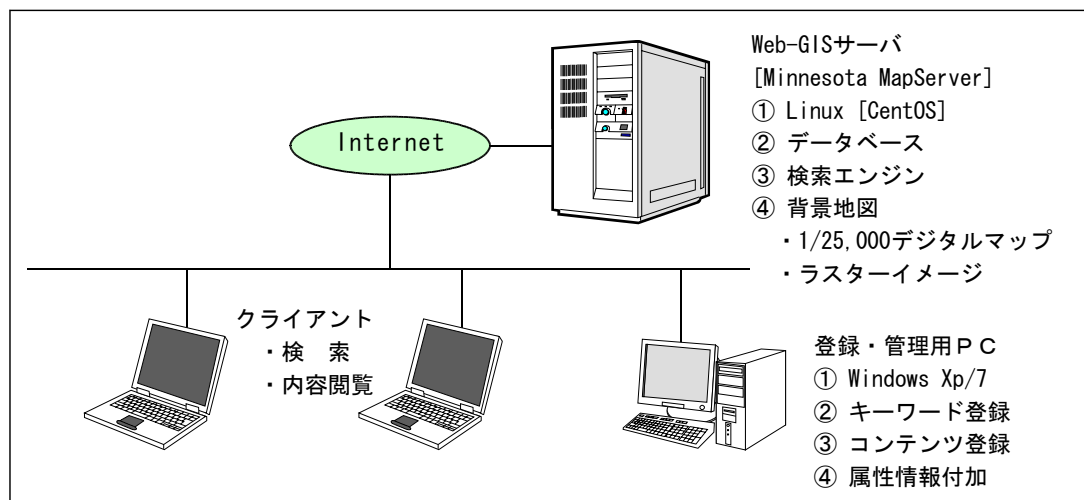 Web-GISサーバ
[Minnesota MapServer]
① Linux [CentOS]
② データベース
③ 検索エンジン
④ 背景地図
・1/25,000デジタルマップ
・ラスターイメージ
Internet
クライアント
・検　索
・内容閲覧
登録・管理用ＰＣ
① Windows Xp/7
② キーワード登録
③ コンテンツ登録
④ 属性情報付加